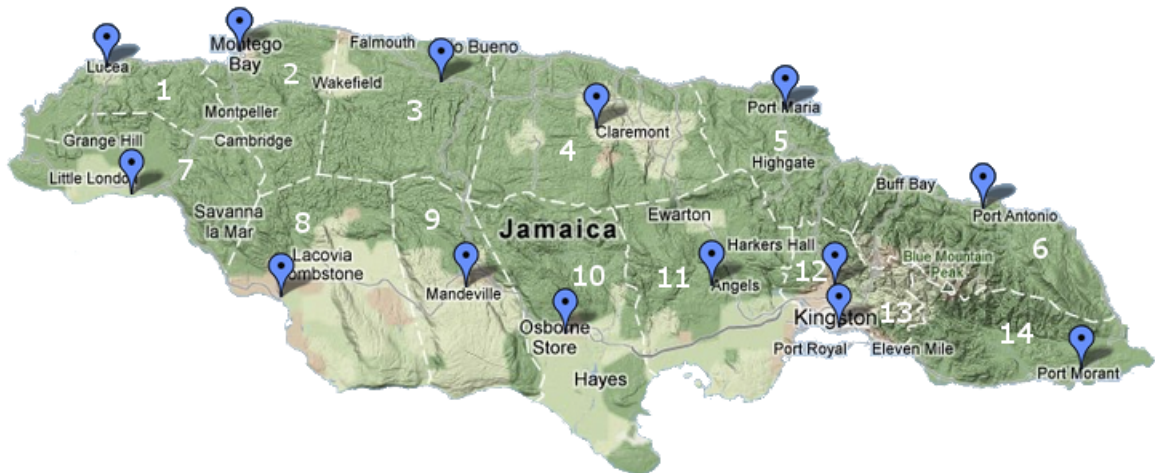 Lucea
Montego
Bay
Falmouth
Bueno
1
2
Wakefield
3
Montpeller
Grange Hill
Cambridge
Little London
7
Savanna
la Mar
4
Claremont
Port Maria
5
Highgate
Buff Bay
Port Antonio
6
8
9
Jamaica
Ewarton
Harkers Hall
Blue Mountain
Peak
Lacovia
Tombstone
Mandeville
10
11
Angels
12
Osborne
Store
Kingston
13
14
Port Royal
Eleven Mile
Port Morant
Hayes